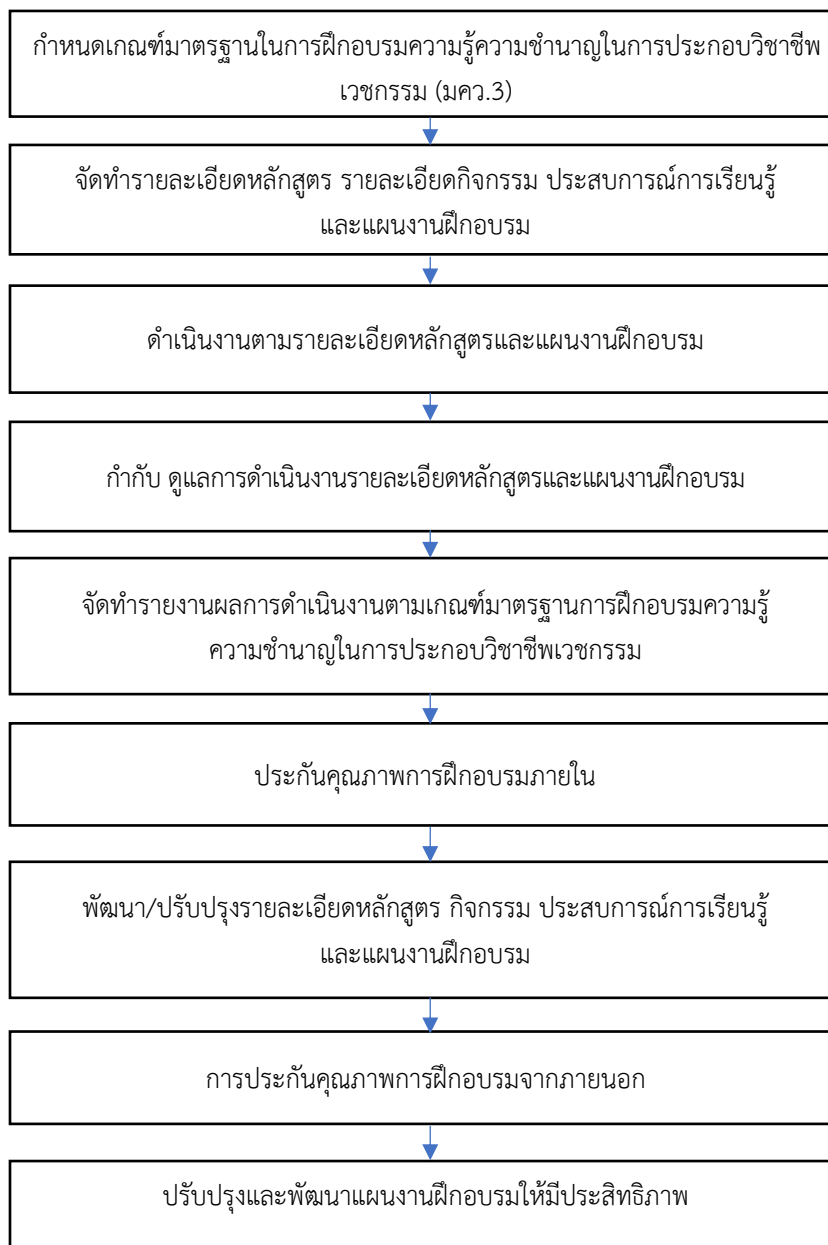 กำหนดเกณฑ์มาตรฐานในการฝึกอบรมความรู้ความชำนาญในการประกอบวิชาชีพ
เวชกรรม (มคว.3)
จัดทำรายละเอียดหลักสูตร รายละเอียดกิจกรรม ประสบการณ์การเรียนรู้
และแผนงานฝึกอบรม
ดำเนินงานตามรายละเอียดหลักสูตรและแผนงานฝึกอบรม
กำกับ ดูแลการดำเนินงานรายละเอียดหลักสูตรและแผนงานฝึกอบรม
จัดทำรายงานผลการดำเนินงานตามเกณฑ์มาตรฐานการฝึกอบรมความรู้
ความชำนาญในการประกอบวิชาชีพเวชกรรม
ประกันคุณภาพการฝึกอบรมภายใน
พัฒนา/ปรับปรุงรายละเอียดหลักสูตร กิจกรรม ประสบการณ์การเรียนรู้
และแผนงานฝึกอบรม
การประกันคุณภาพการฝึกอบรมจากภายนอก
ปรับปรุงและพัฒนาแผนงานฝึกอบรมให้มีประสิทธิภาพ